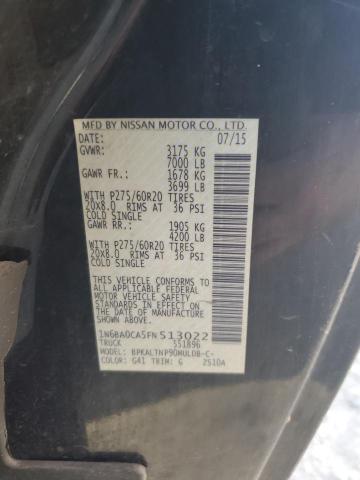 MFD BY NISSAN MOTOR CO., LTD.
DATE: 07/15
GVWR: 3175 KG
7000 LB
GAWR FR.: 1678 KG
3699 LB
WITH P275/60R20 TIRES
20X8.0 RIMS AT 36 PSI
COLD SINGLE
GAWR RR.: 1905 KG
4200 LB
WITH P275/60R20 TIRES
20X8.0 RIMS AT 36 PSI
COLD SINGLE
THIS VEHICLE CONFORMS TO ALL
APPLICABLE FEDERAL MOTOR VEHICLE
SAFETY STANDARDS IN EFFECT ON THE
DATE OF MANUFACTURE SHOWN ABOVE.
1N6BA0CA5FN513022
TRUCK 551896
MODEL: BPKALTNP90MULDB-C-
COLOR: G41 TRIM: G 2510A